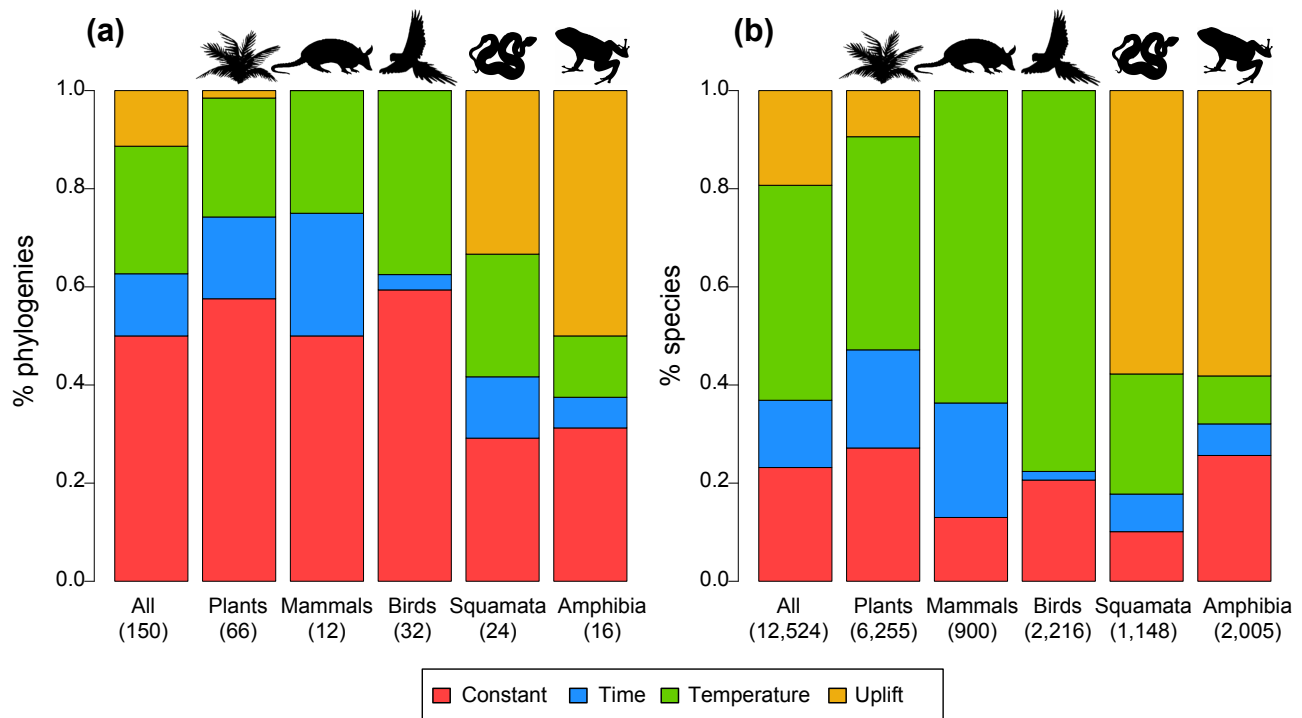 (a)
% phylogenies
1.0
0.8
0.6
0.4
0.2
0.0
All Plants Mammals Birds Squamata Amphibia
(150) (66) (12) (32) (24) (16)
(b)
% species
1.0
0.8
0.6
0.4
0.2
0.0
All Plants Mammals Birds Squamata Amphibia
(12,524) (6,255) (900) (2,216) (1,148) (2,005)
Constant Time Temperature Uplift